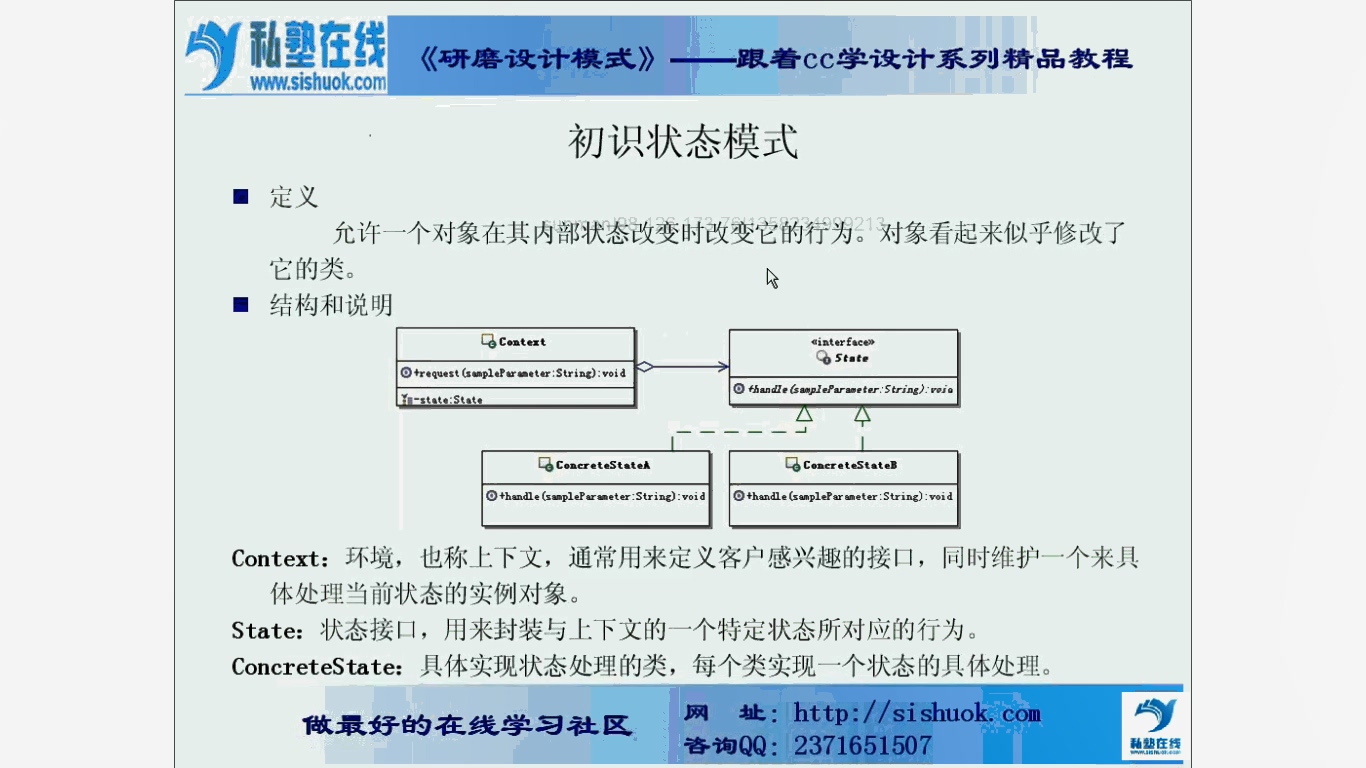 私塾在线
www.sishuok.com
《研磨设计模式》——跟着cc学设计系列精品教程
初识状态模式
定义
允许一个对象在其内部状态改变时改变它的行为。对象看起来似乎修改了
它的类。
结构和说明
Context
+request(sampleParameter:String):void
-state:State
«interface»
State
+handle(sampleParameter:String):void
ConcreteStateA
+handle(sampleParameter:String):void
ConcreteStateB
+handle(sampleParameter:String):void
Context：环境，也称上下文，通常用来定义客户感兴趣的接口，同时维护一个来具
体处理当前状态的实例对象。
State：状态接口，用来封装与上下文的一个特定状态所对应的行为。
ConcreteState：具体实现状态处理的类，每个类实现一个状态的具体处理。
做最好的在线学习社区
网 址：http://sishuok.com
咨询QQ：2371651507
私塾在线